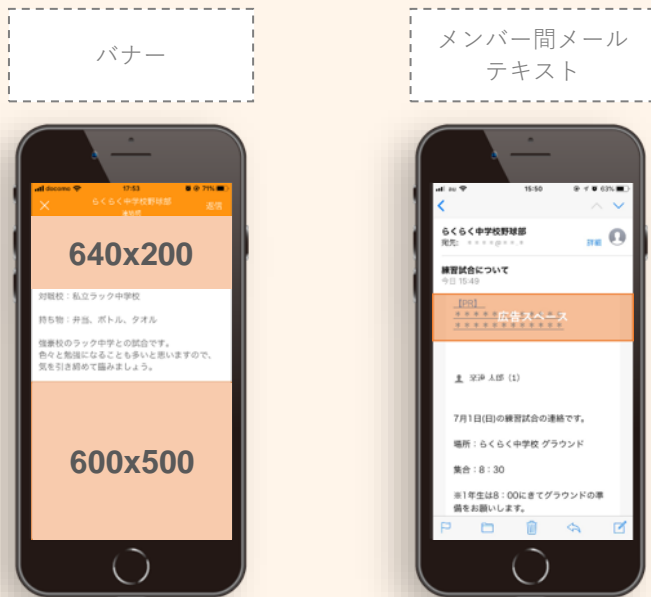 バナー
メンバー間メール
テキスト
docomo 17:53 71%
らくらく中学校野球部
連絡網
返信
640x200
対戦校：私立ラック中学校
持ち物：弁当、ボトル、タオル
強豪校のラック中学との試合です。
色々と勉強になることも多いと思いますので、
気を引き締めて臨みましょう。
600x500
au 15:50 63%
らくらく中学校野球部
宛先: ＊＊＊＊@＊＊.＊ 詳細
練習試合について
今日 15:49
【PR】
＊＊＊＊＊＊＊＊＊＊＊＊
広告スペース
＊＊＊＊＊＊＊＊＊＊＊＊
太郎 (1)
7月1日(日)の練習試合の連絡です。
場所：らくらく中学校 グラウンド
集合：8：30
※1年生は8：00にきてグラウンドの準
備をお願いします。